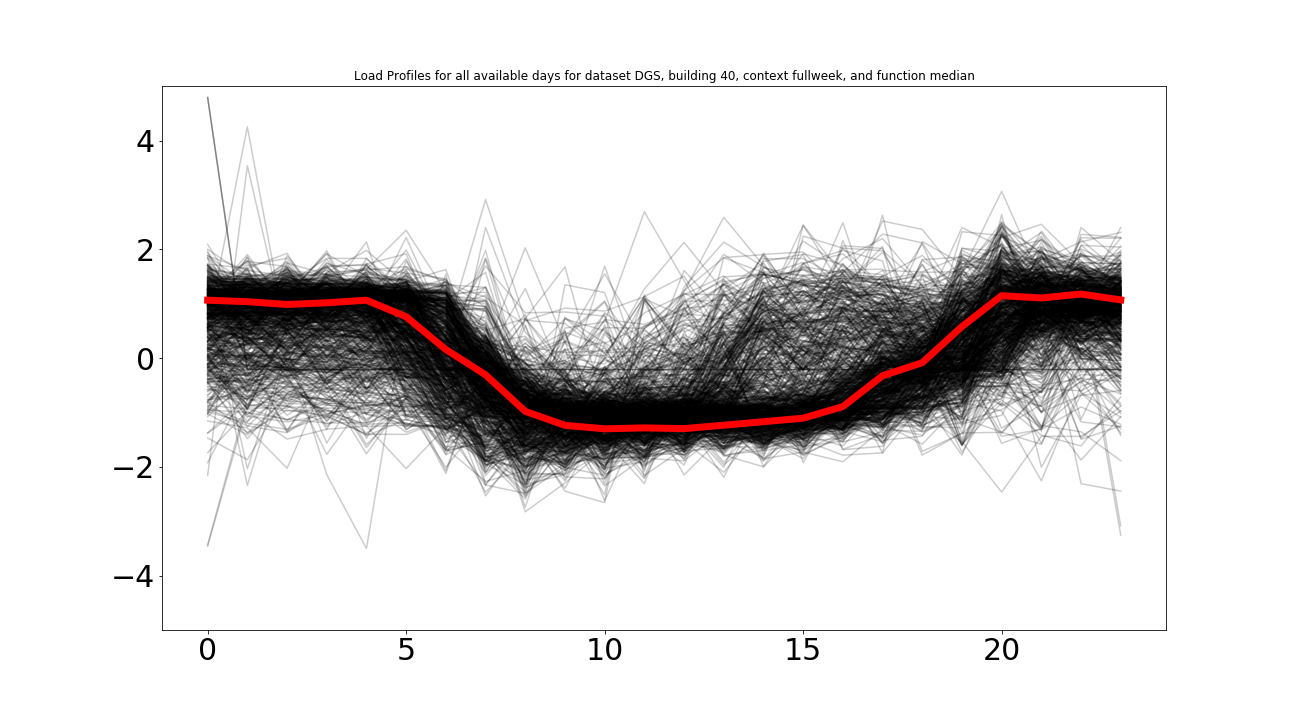 Load Profiles for all available days for dataset DGS, building 40, context fullweek, and function median
4
2
0
−2
−4
0 5 10 15 20